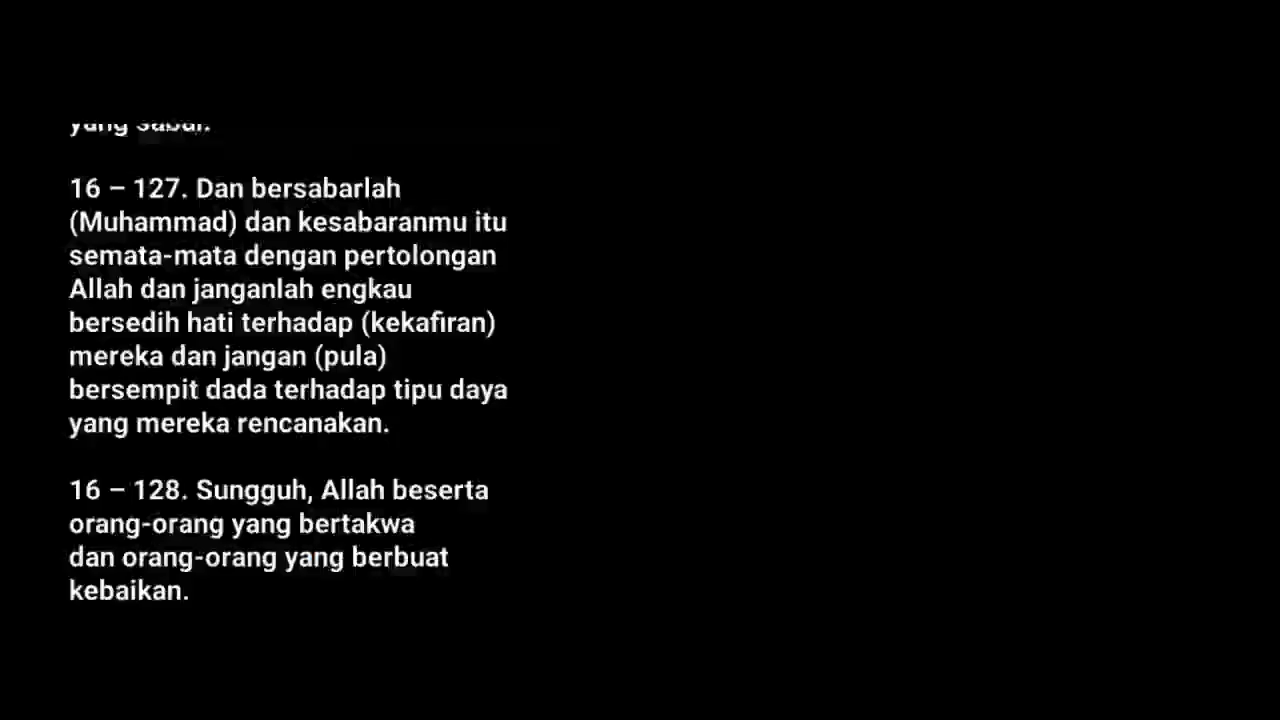 yang sabar.
16 – 127. Dan bersabarlah
(Muhammad) dan kesabaranmu itu
semata-mata dengan pertolongan
Allah dan janganlah engkau
bersedih hati terhadap (kekafiran)
mereka dan jangan (pula)
bersempit dada terhadap tipu daya
yang mereka rencanakan.
16 – 128. Sungguh, Allah beserta
orang-orang yang bertakwa
dan orang-orang yang berbuat
kebaikan.